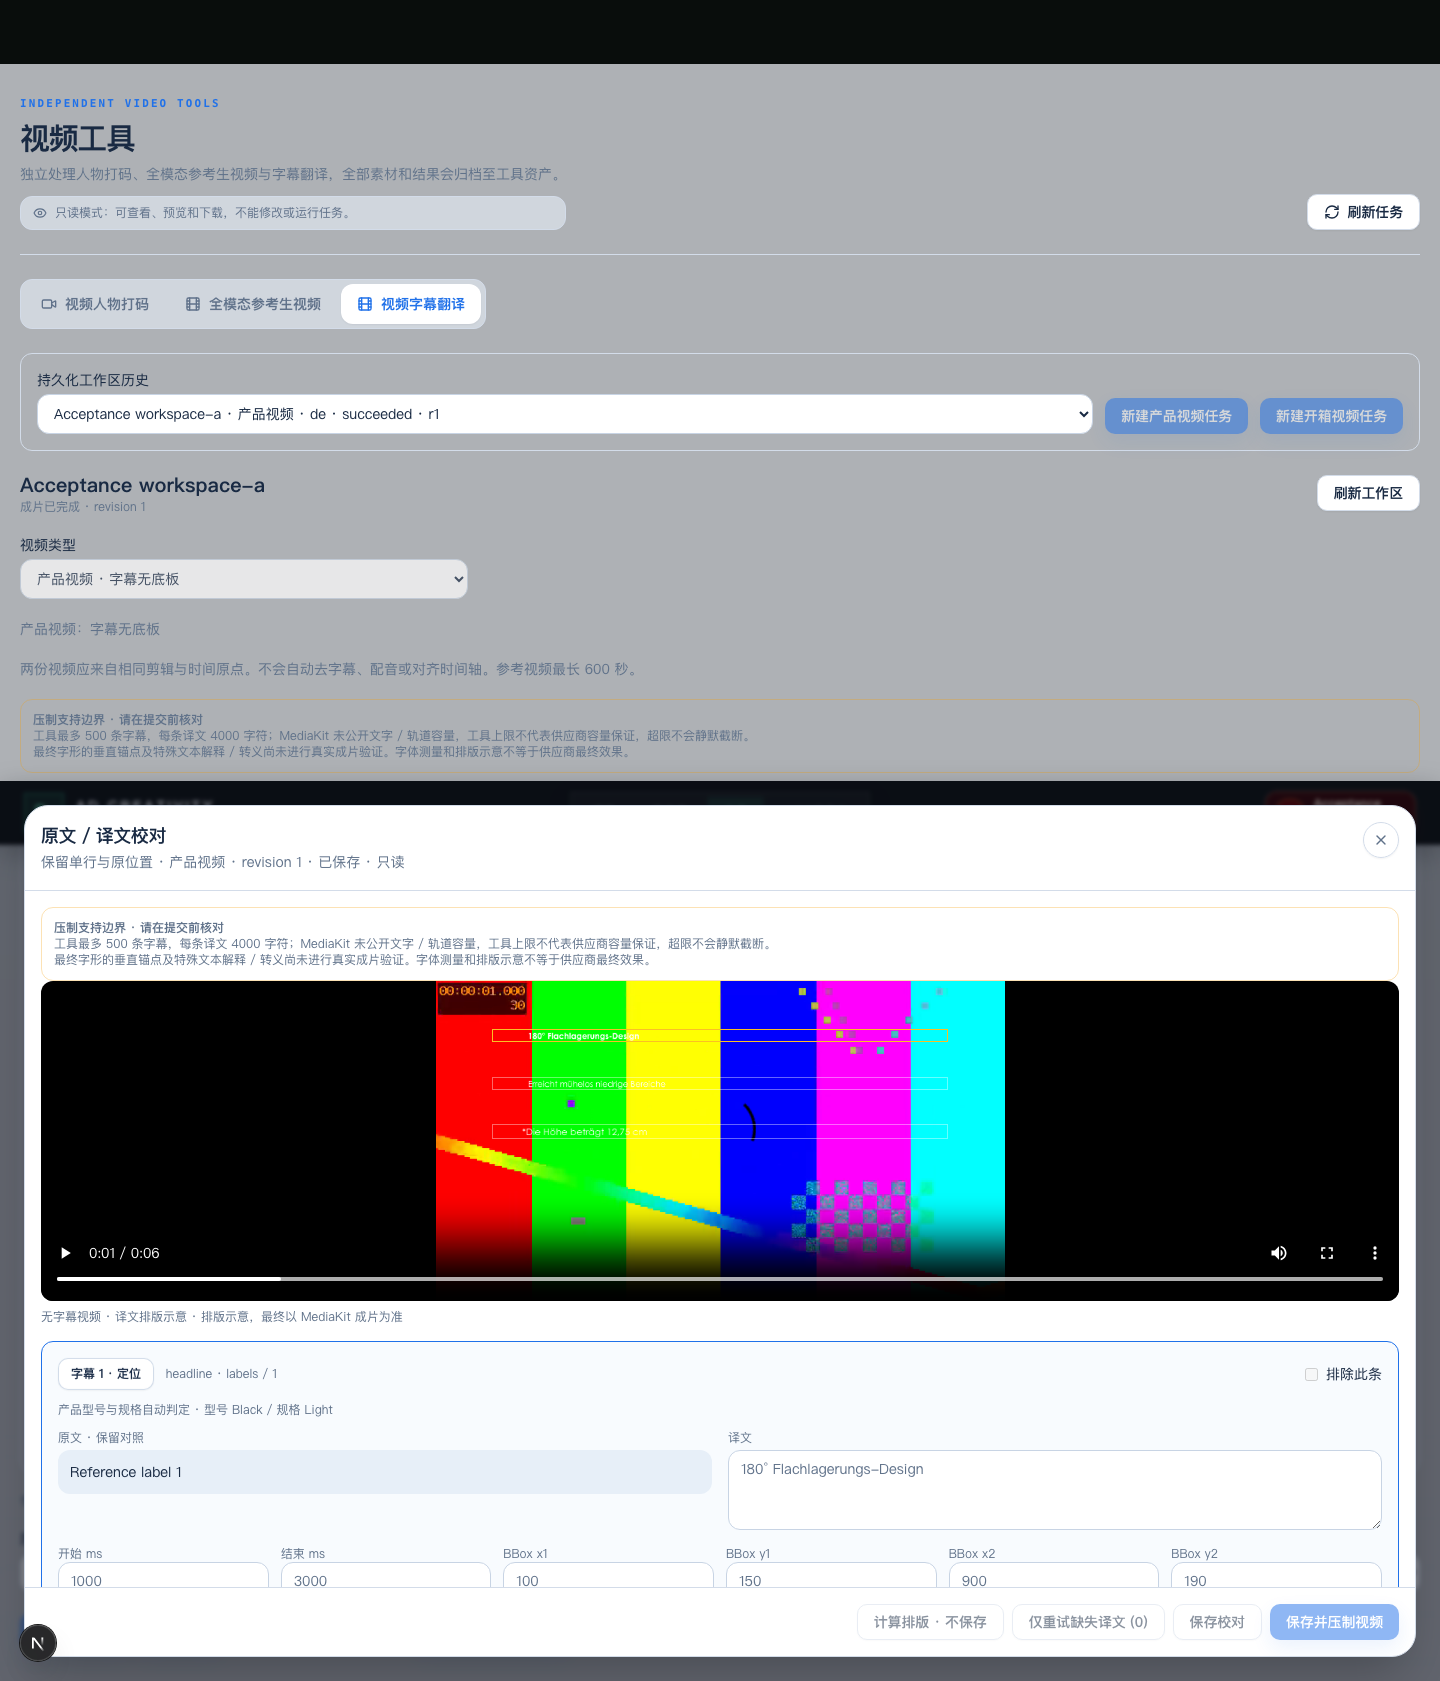 INDEPENDENT VIDEO TOOLS
视频工具
独立处理人物打码、全模态参考生视频与字幕翻译，全部素材和结果会归档至工具资产。
只读模式：可查看、预览和下载，不能修改或运行任务。
刷新任务
视频人物打码
全模态参考生视频
视频字幕翻译
持久化工作区历史
Acceptance workspace-a · 产品视频 · de · succeeded · r1
新建产品视频任务
新建开箱视频任务
Acceptance workspace-a
成片已完成 · revision 1
刷新工作区
视频类型
产品视频 · 字幕无底板
产品视频：字幕无底板
两份视频应来自相同剪辑与时间原点。不会自动去字幕、配音或对齐时间轴。参考视频最长 600 秒。
压制支持边界 · 请在提交前核对
工具最多 500 条字幕，每条译文 4000 字符；MediaKit 未公开文字 / 轨道容量，工具上限不代表供应商容量保证，超限不会静默截断。
最终字形的垂直锚点及特殊文本解释 / 转义尚未进行真实成片验证。字体测量和排版示意不等于供应商最终效果。
原文 / 译文校对
保留单行与原位置 · 产品视频 · revision 1 · 已保存 · 只读
压制支持边界 · 请在提交前核对
工具最多 500 条字幕，每条译文 4000 字符；MediaKit 未公开文字 / 轨道容量，工具上限不代表供应商容量保证，超限不会静默截断。
最终字形的垂直锚点及特殊文本解释 / 转义尚未进行真实成片验证。字体测量和排版示意不等于供应商最终效果。
00:00:01.000
30
180° Flachlagerungs-Design
Erreicht mühelos niedrige
*Die Höhe beträgt 12,75 cm
0:01 / 0:06
无字幕视频 · 译文排版示意 · 排版示意，最终以 MediaKit 成片为准
字幕 1 · 定位
headline · labels / 1
排除此条
产品型号与规格自动判定 · 型号 Black / 规格 Light
原文 · 保留对照
译文
Reference label 1
180° Flachlagerungs-Design
开始 ms
结束 ms
BBox x1
BBox y1
BBox x2
BBox y2
1000
3000
100
150
900
190
计算排版 · 不保存
仅重试缺失译文 (0)
保存校对
保存并压制视频
N